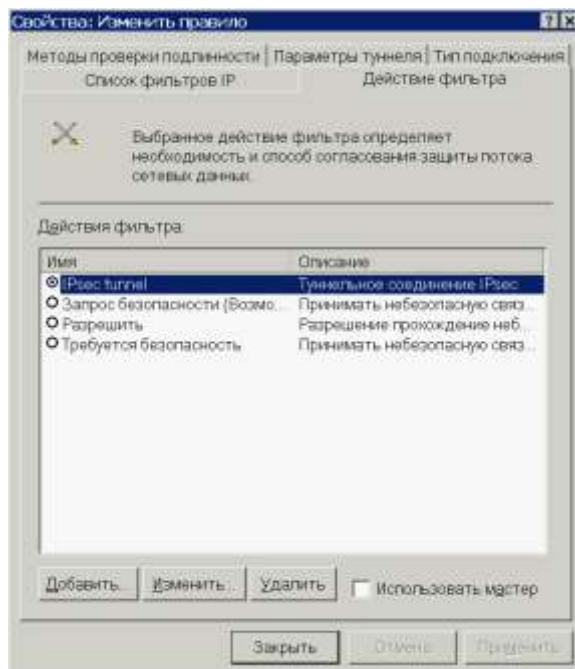 Свойства: Изменить правило
Методы проверки подлинности Параметры туннеля Тип подключения
Список фильтров IP Действие фильтра
Выбранное действие фильтра определяет
необходимость и способ согласования защиты потока
сетевых данных.
Действия фильтра:
Имя Описание
IPsec tunnel Туннельное соединение IPsec
Запрос безопасности (Возмо... Принимать небезопасную связ...
Разрешить Разрешение прохождение неб...
Требуется безопасность Принимать небезопасную связ...
Добавить... Изменить... Удалить Использовать мастер
Закрыть Отмена Применить